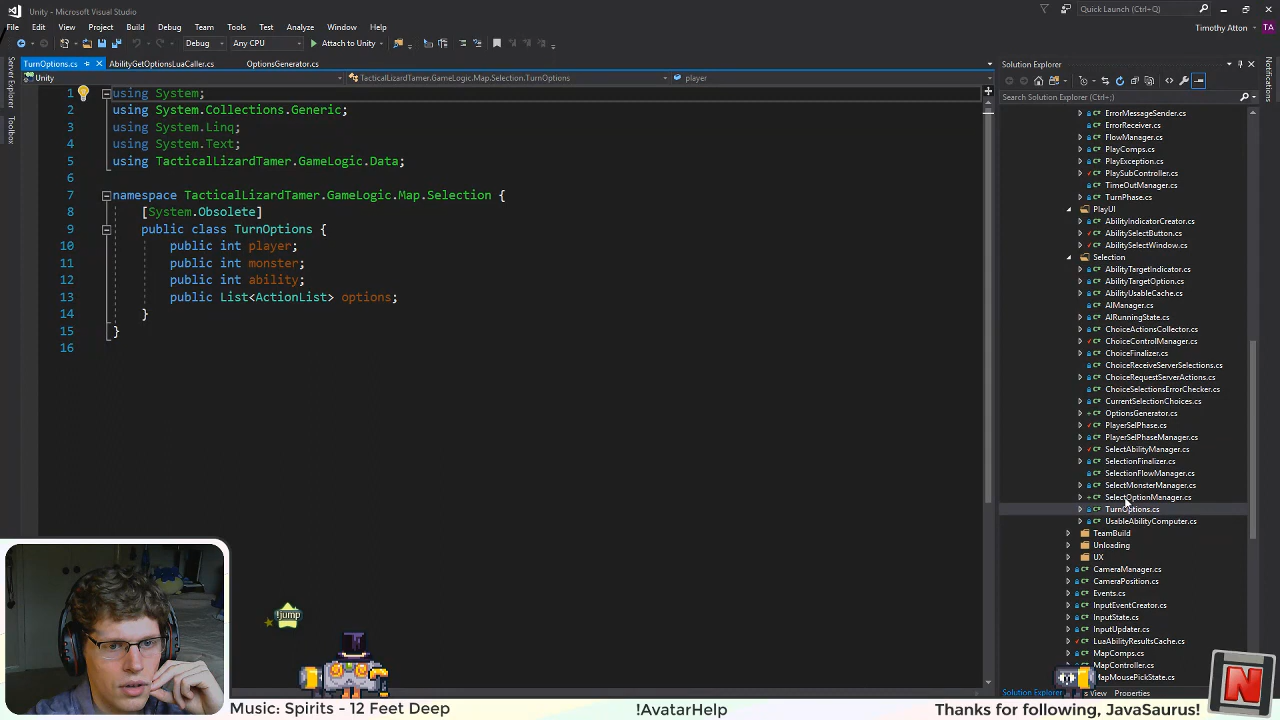 Unity - Microsoft Visual Studio
Quick Launch (Ctrl+;)
File Edit View Project Build Debug Team Tools Test Analyze Window Help
Timothy Atton TA
Debug Any CPU Attach to Unity
TurnOptions.cs AbilityGetOptionsLuaCaller.cs OptionsGenerator.cs
Unity TacticalLizardTamer.GameLogic.Map.Selection.TurnOptions player
Server Explorer
Toolbox
1 using System;
2 using System.Collections.Generic;
3 using System.Linq;
4 using System.Text;
5 using TacticalLizardTamer.GameLogic.Data;
6
7 namespace TacticalLizardTamer.GameLogic.Map.Selection {
8 [System.Obsolete]
9 public class TurnOptions {
10 public int player;
11 public int monster;
12 public int ability;
13 public List<ActionList> options;
14 }
15 }
16
Solution Explorer
Search Solution Explorer (Ctrl+;)
Notifications
ErrorMessageSender.cs
ErrorReceiver.cs
FlowManager.cs
PlayComps.cs
PlayException.cs
PlaySubController.cs
TimeOutManager.cs
TurnPhase.cs
PlayUI
AbilityIndicatorCreator.cs
AbilitySelectButton.cs
AbilitySelectWindow.cs
Selection
AbilityTargetIndicator.cs
AbilityTargetOption.cs
AbilityUsableCache.cs
AIManager.cs
AIRunningState.cs
ChoiceActionsCollector.cs
ChoiceControlManager.cs
ChoiceFinalizer.cs
ChoiceReceiveServerSelections.cs
ChoiceRequestServerActions.cs
ChoiceSelectionsErrorChecker.cs
CurrentSelectionChoices.cs
OptionsGenerator.cs
PlayerSelPhase.cs
PlayerSelPhaseManager.cs
SelectAbilityManager.cs
SelectionFinalizer.cs
SelectionFlowManager.cs
SelectMonsterManager.cs
SelectOptionManager.cs
TurnOptions.cs
UsableAbilityComputer.cs
TeamBuild
Unloading
UX
CameraManager.cs
CameraPosition.cs
Events.cs
InputEventCreator.cs
InputState.cs
InputUpdater.cs
LuaAbilityResultsCache.cs
MapComps.cs
MapController.cs
MapMousePickState.cs
Solution Explorer
View Properties
!jump
N
Music: Spirits - 12 Feet Deep
!AvatarHelp
Thanks for following, JavaSaurus!